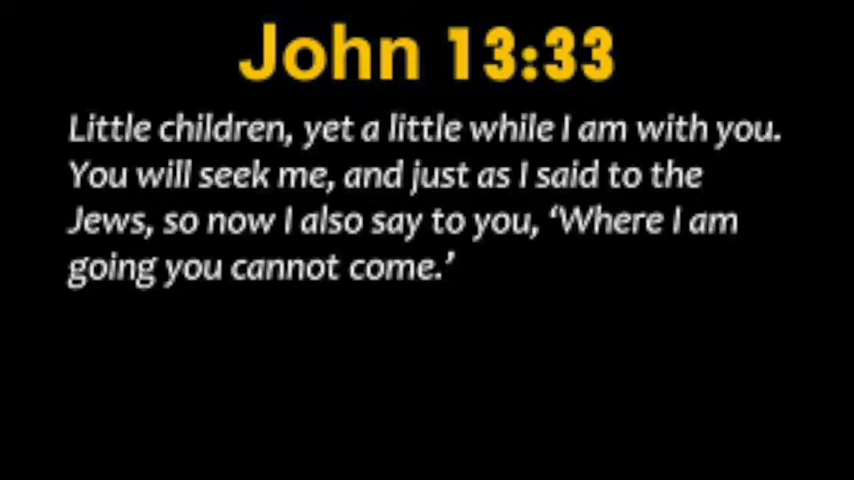 John 13:33
Little children, yet a little while I am with you.
You will seek me, and just as I said to the
Jews, so now I also say to you, ‘Where I am
going you cannot come.’